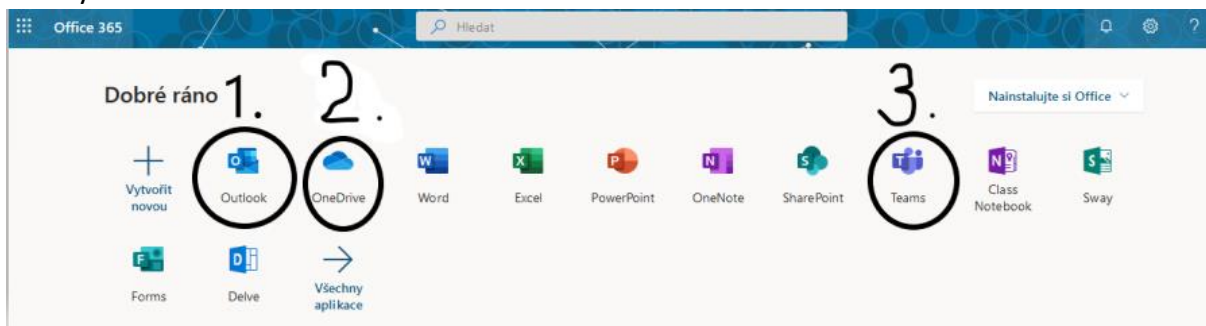 Office 365
Hledat
?
Dobré ráno
1.
2.
3.
Nainstalujte si Office
Vytvořit
novou
Outlook
OneDrive
Word
Excel
PowerPoint
OneNote
SharePoint
Teams
Class
Notebook
Sway
Forms
Delve
Všechny
aplikace